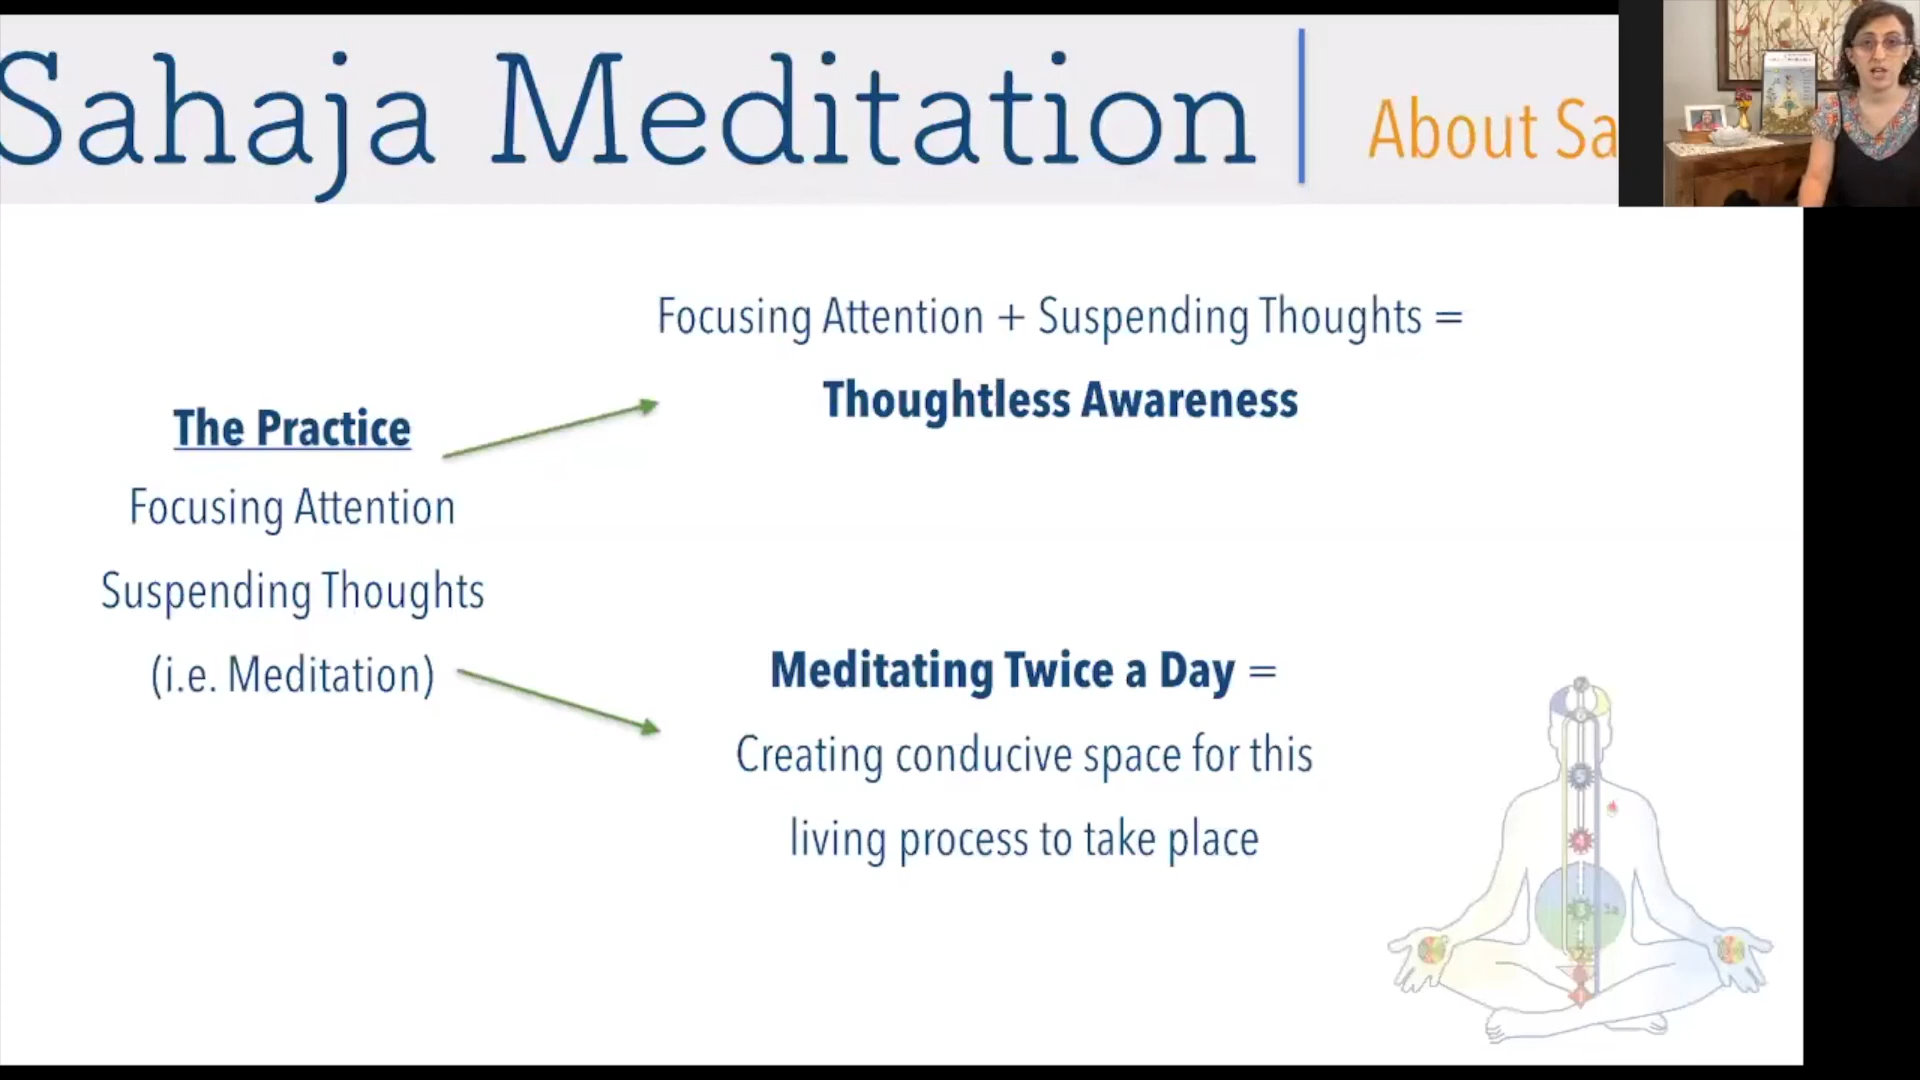 Sahaja Meditation
About Sa
Focusing Attention + Suspending Thoughts =
Thoughtless Awareness
The Practice
Focusing Attention
Suspending Thoughts
(i.e. Meditation)
Meditating Twice a Day =
Creating conducive space for this
living process to take place